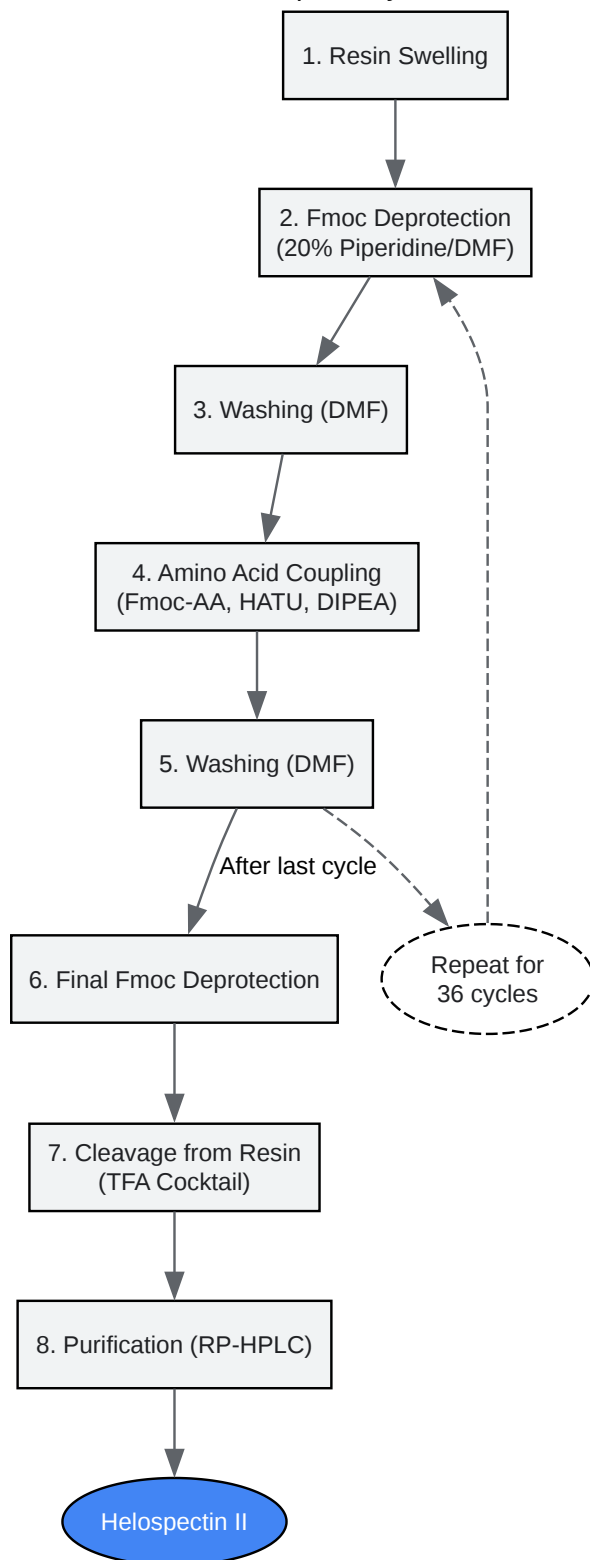 1. Resin Swelling
2. Fmoc Deprotection
(20% Piperidine/DMF)
3. Washing (DMF)
4. Amino Acid Coupling
(Fmoc-AA, HATU, DIPEA)
5. Washing (DMF)
After last cycle
Repeat for
36 cycles
6. Final Fmoc Deprotection
7. Cleavage from Resin
(TFA Cocktail)
8. Purification (RP-HPLC)
Helospectin II